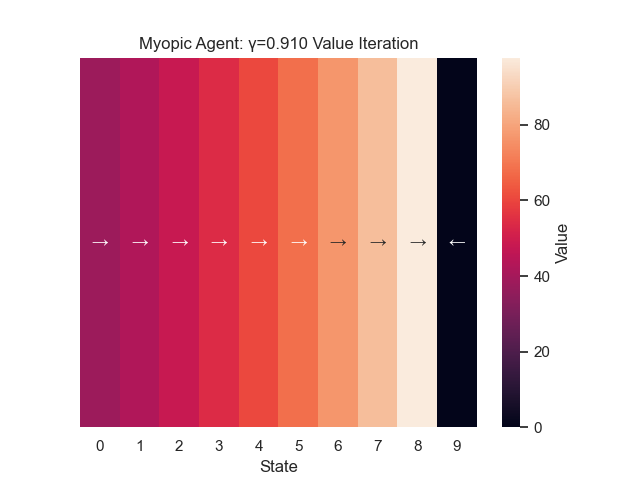 Myopic Agent: γ=0.910 Value Iteration
→ → → → → → → → → ←
0 1 2 3 4 5 6 7 8 9
State
80
60
40
20
0
Value